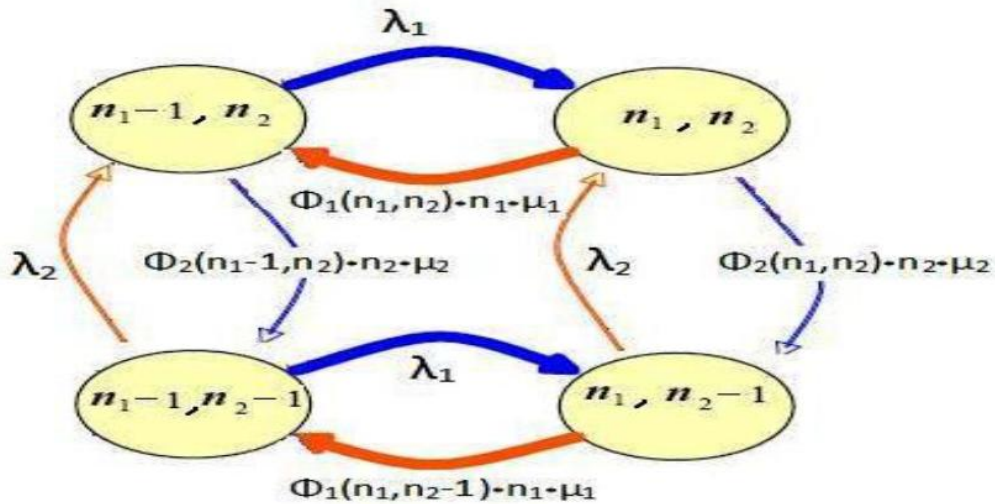 λ₁
n₁−1, n₂
n₁, n₂
Φ₁(n₁,n₂)•n₁•μ₁
λ₂
Φ₂(n₁-1,n₂)•n₂•μ₂
λ₂
Φ₂(n₁,n₂)•n₂•μ₂
λ₁
n₁−1,n₂−1
n₁, n₂−1
Φ₁(n₁,n₂-1)•n₁•μ₁